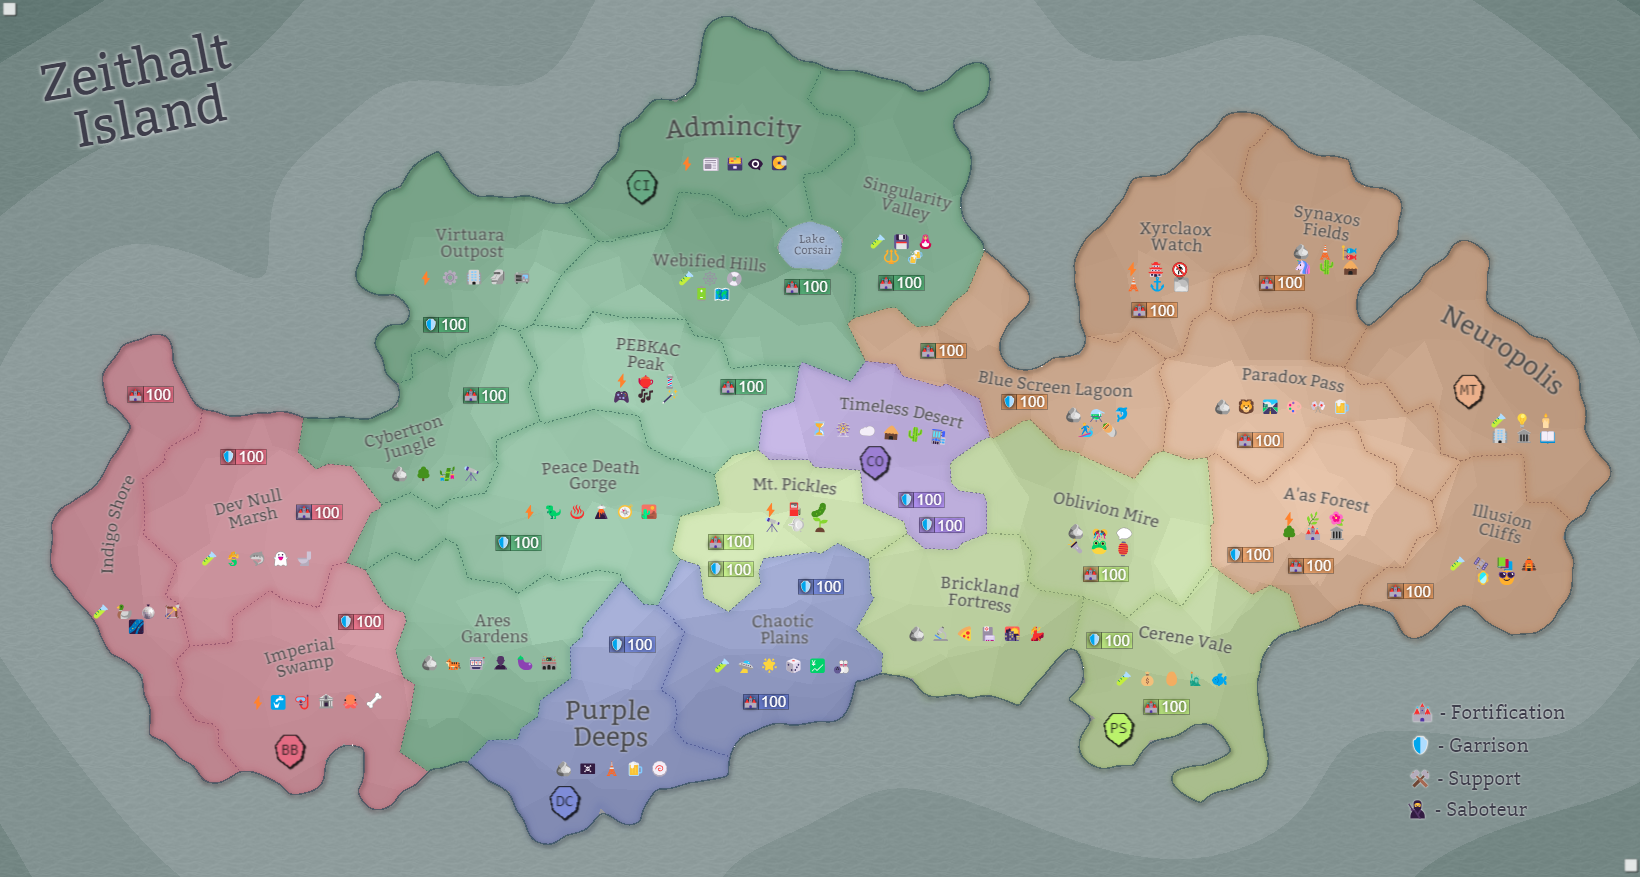 Zeithalt
Island
Admincity
CI
Singularity
Valley
Lake
Corsair
100
Virtuara
Outpost
100
Webified Hills
100
PEBKAC
Peak
100
Cybertron
Jungle
100
Peace Death
Gorge
100
Ares
Gardens
Indigo Shore
100
Dev Null
Marsh
100
100
Imperial
Swamp
100
BB
Purple
Deeps
100
DC
Chaotic
Plains
100
100
Mt. Pickles
100
100
Timeless Desert
CO
100
100
Blue Screen Lagoon
100
100
Xyrclaox
Watch
100
Synaxos
Fields
100
Neuropolis
MT
Paradox Pass
100
A'as Forest
100
100
Illusion
Cliffs
100
Oblivion Mire
100
Brickland
Fortress
Cerene Vale
100
100
PS
- Fortification
- Garrison
- Support
- Saboteur